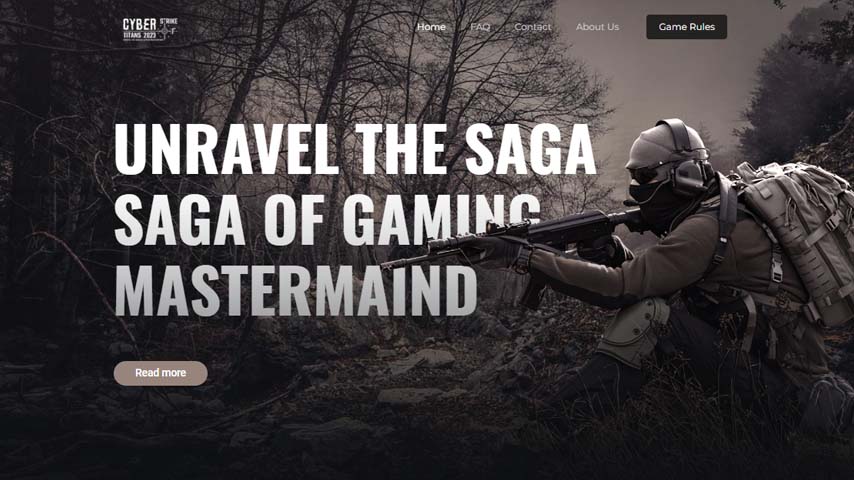 CYBER STRIKE
TITANS 2023
Home FAQ Contact About Us Game Rules
UNRAVEL THE SAGA
SAGA OF GAMING
MASTERMAIND
Read more